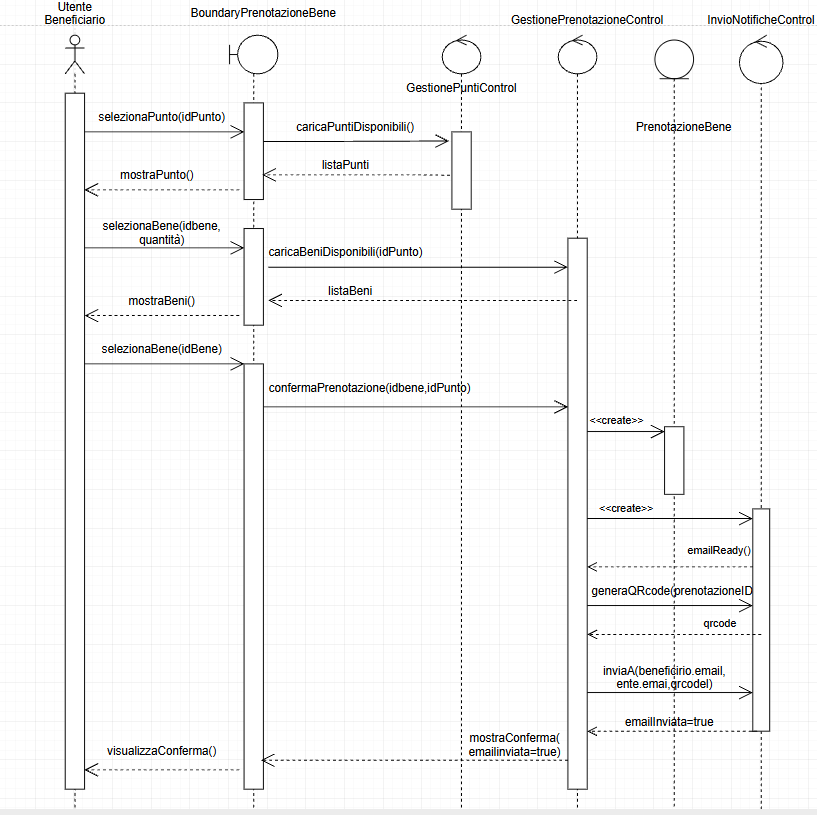 Utente
Beneficiario
BoundaryPrenotazioneBene
GestionePrenotazioneControl
InvioNotificheControl
GestionePuntiControl
PrenotazioneBene
selezionaPunto(idPunto)
caricaPuntiDisponibili()
listaPunti
mostraPunto()
selezionaBene(idbene,
quantità)
caricaBeniDisponibili(idPunto)
listaBeni
mostraBeni()
selezionaBene(idBene)
confermaPrenotazione(idbene,idPunto)
<<create>>
<<create>>
emailReady()
generaQRcode(prenotazioneID
qrcode
inviaA(beneficirio.email,
ente.emai,qrcodel)
emailInviata=true
mostraConferma(
emailinviata=true)
visualizzaConferma()